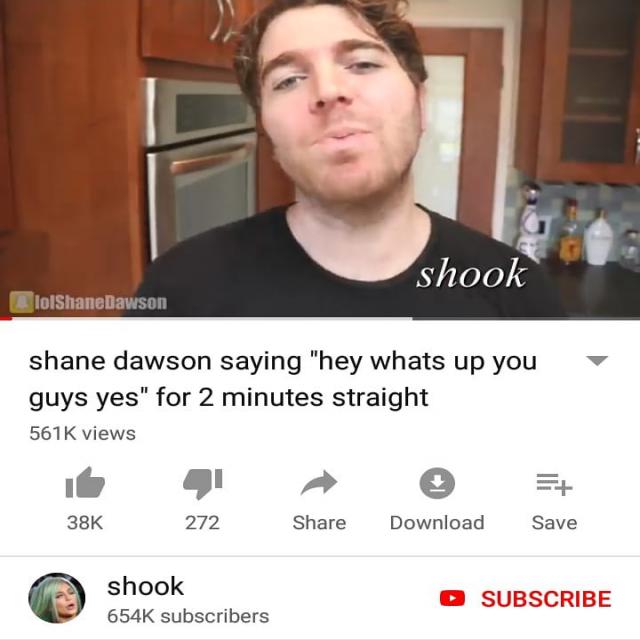 shook
lolShaneDawson
shane dawson saying "hey whats up you
guys yes" for 2 minutes straight
561K views
38K
272
Share
Download
Save
shook
654K subscribers
SUBSCRIBE